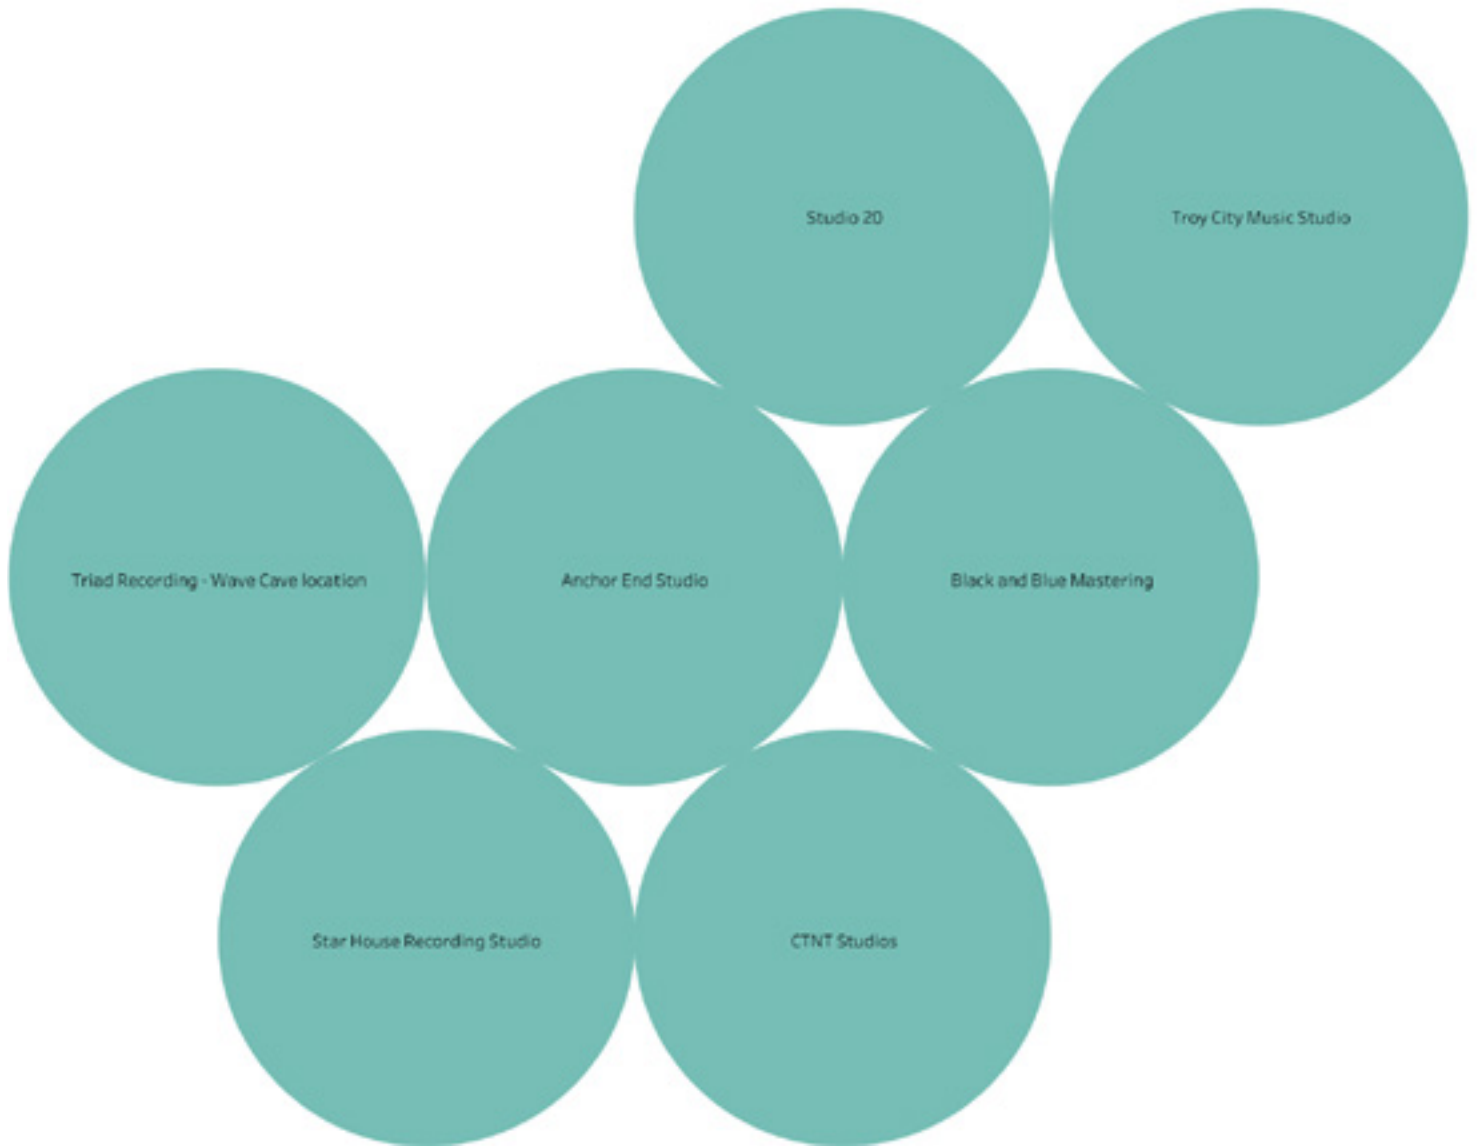 Studio 20
Troy City Music Studio
Triad Recording - Wave Cave location
Anchor End Studio
Black and Blue Mastering
Star House Recording Studio
CTNT Studios